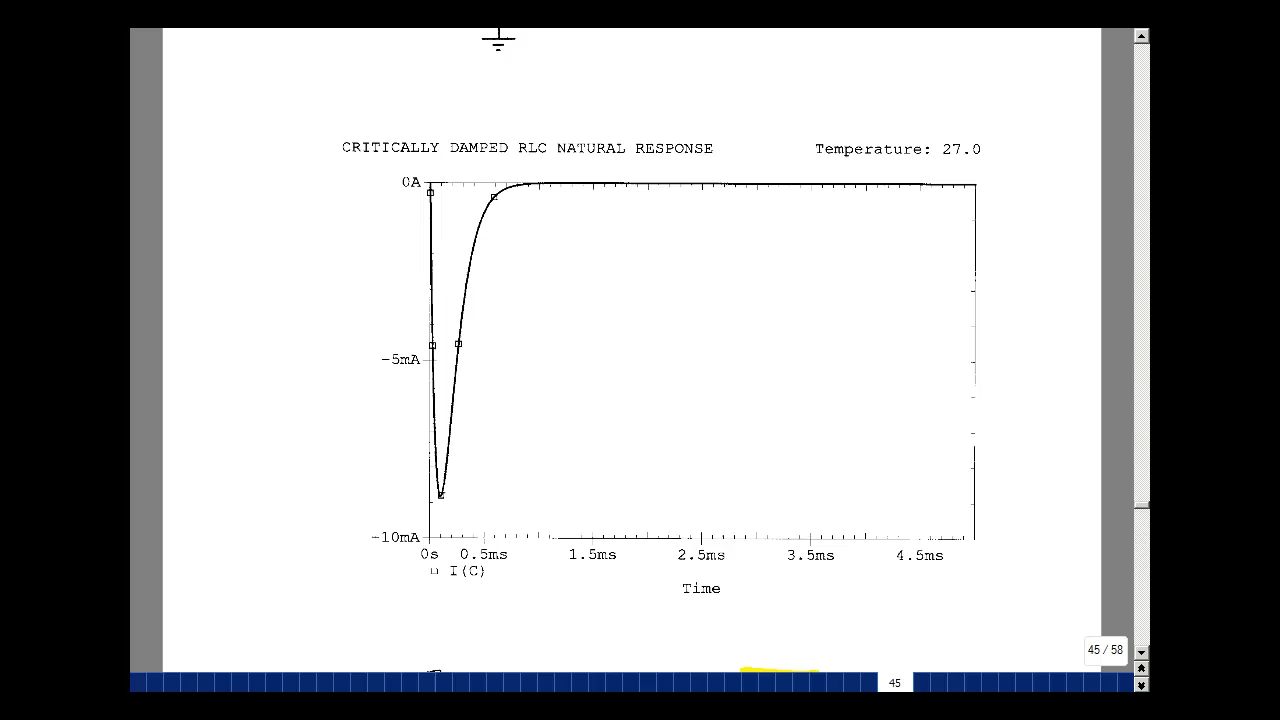 CRITICALLY DAMPED RLC NATURAL RESPONSE Temperature: 27.0
0A
-5mA
-10mA
0s 0.5ms 1.5ms 2.5ms 3.5ms 4.5ms
I(C)
Time
45 / 58
45